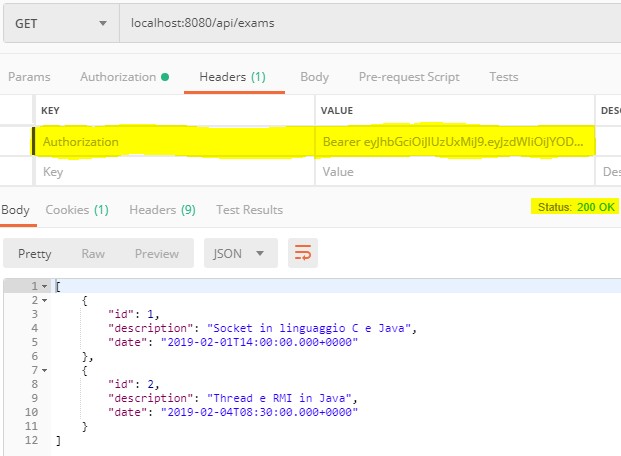 GET localhost:8080/api/exams
Params Authorization Headers (1) Body Pre-request Script Tests
KEY VALUE DES
Authorization Bearer eyJhbGciOiJIUzUxMiJ9.eyJzdWIiOiJYOD...
Key Value Des
Body Cookies (1) Headers (9) Test Results Status: 200 OK
Pretty Raw Preview JSON
1 [
2 {
3 "id": 1,
4 "description": "Socket in linguaggio C e Java",
5 "date": "2019-02-01T14:00:00.000+0000"
6 },
7 {
8 "id": 2,
9 "description": "Thread e RMI in Java",
10 "date": "2019-02-04T08:30:00.000+0000"
11 }
12 ]